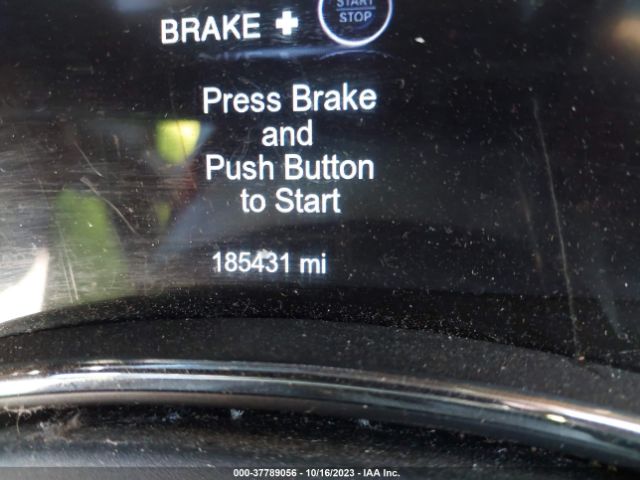 START
STOP
BRAKE +
Press Brake
and
Push Button
to Start
185431 mi
000-37789056 - 10/16/2023 - IAA Inc.